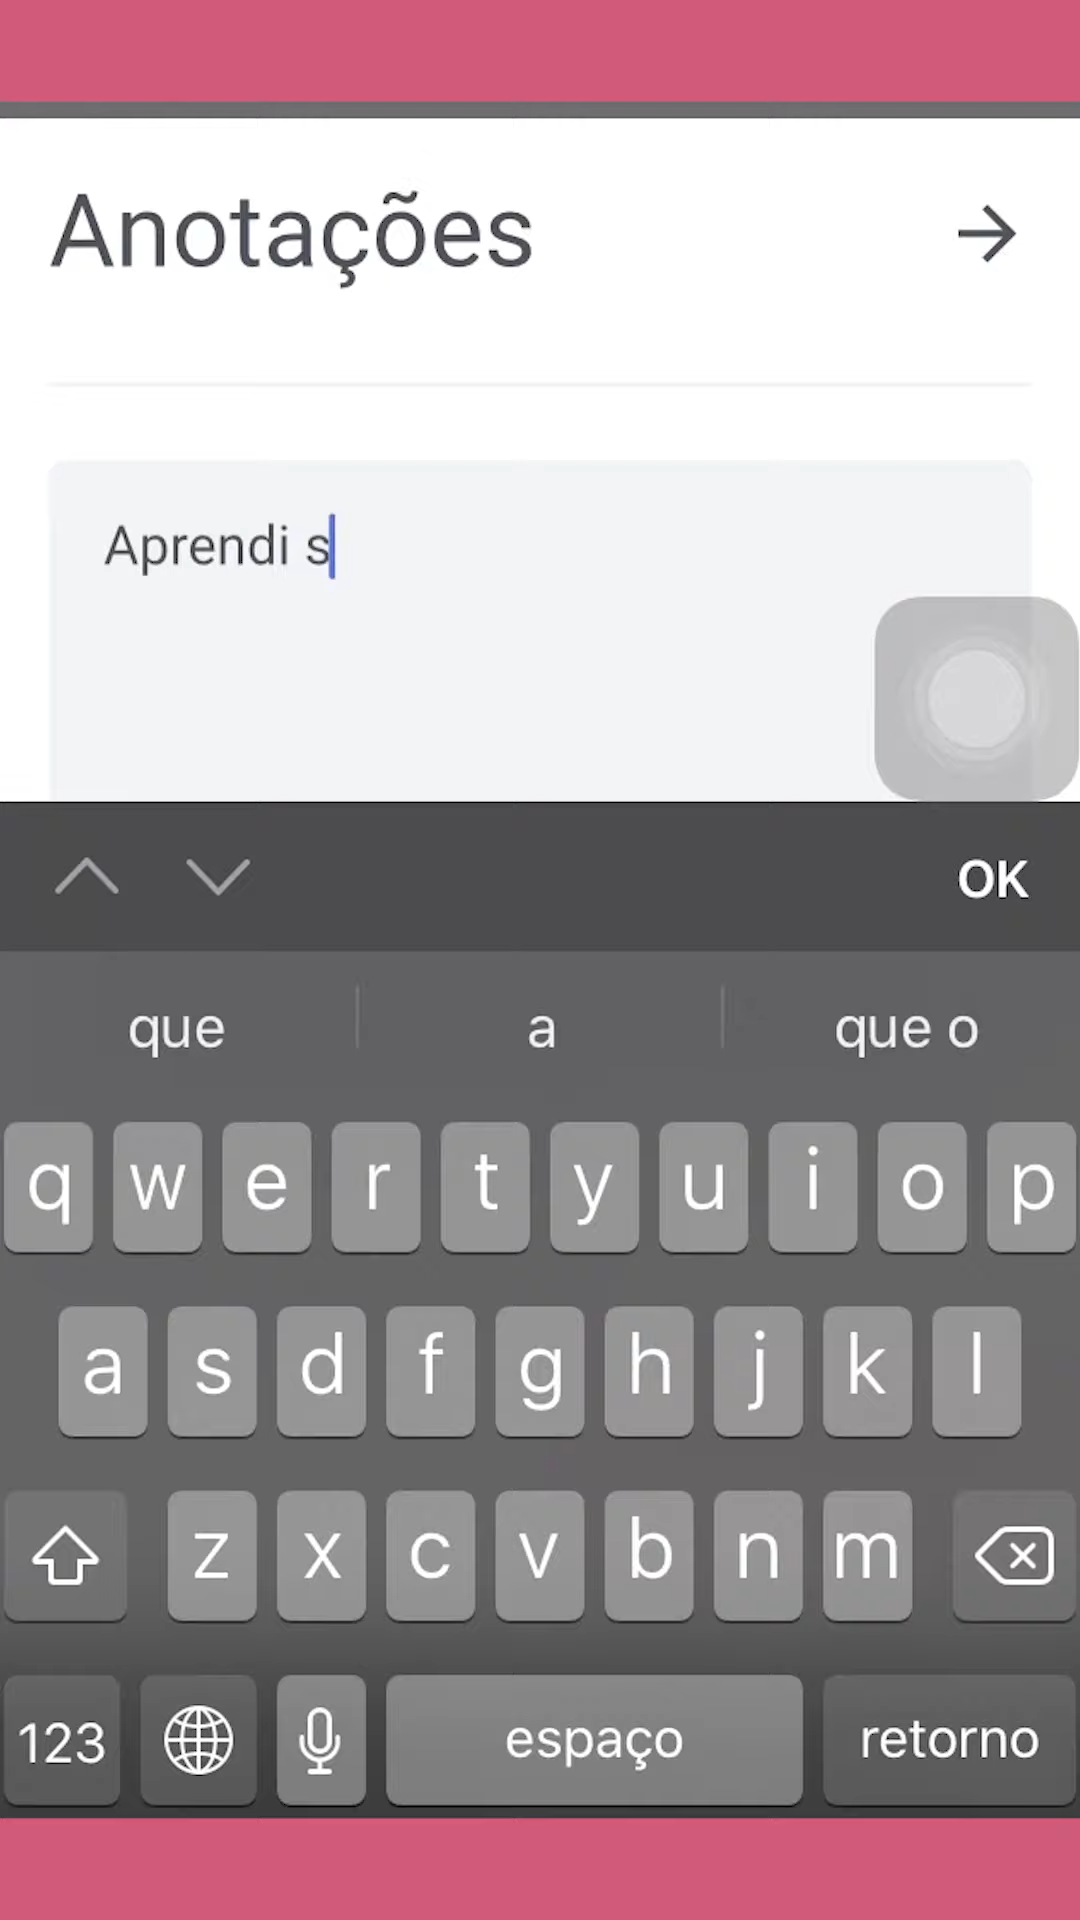 Anotações
Aprendi s
OK
que a que o
q w e r t y u i o p
a s d f g h j k l
z x c v b n m
123 espaço retorno